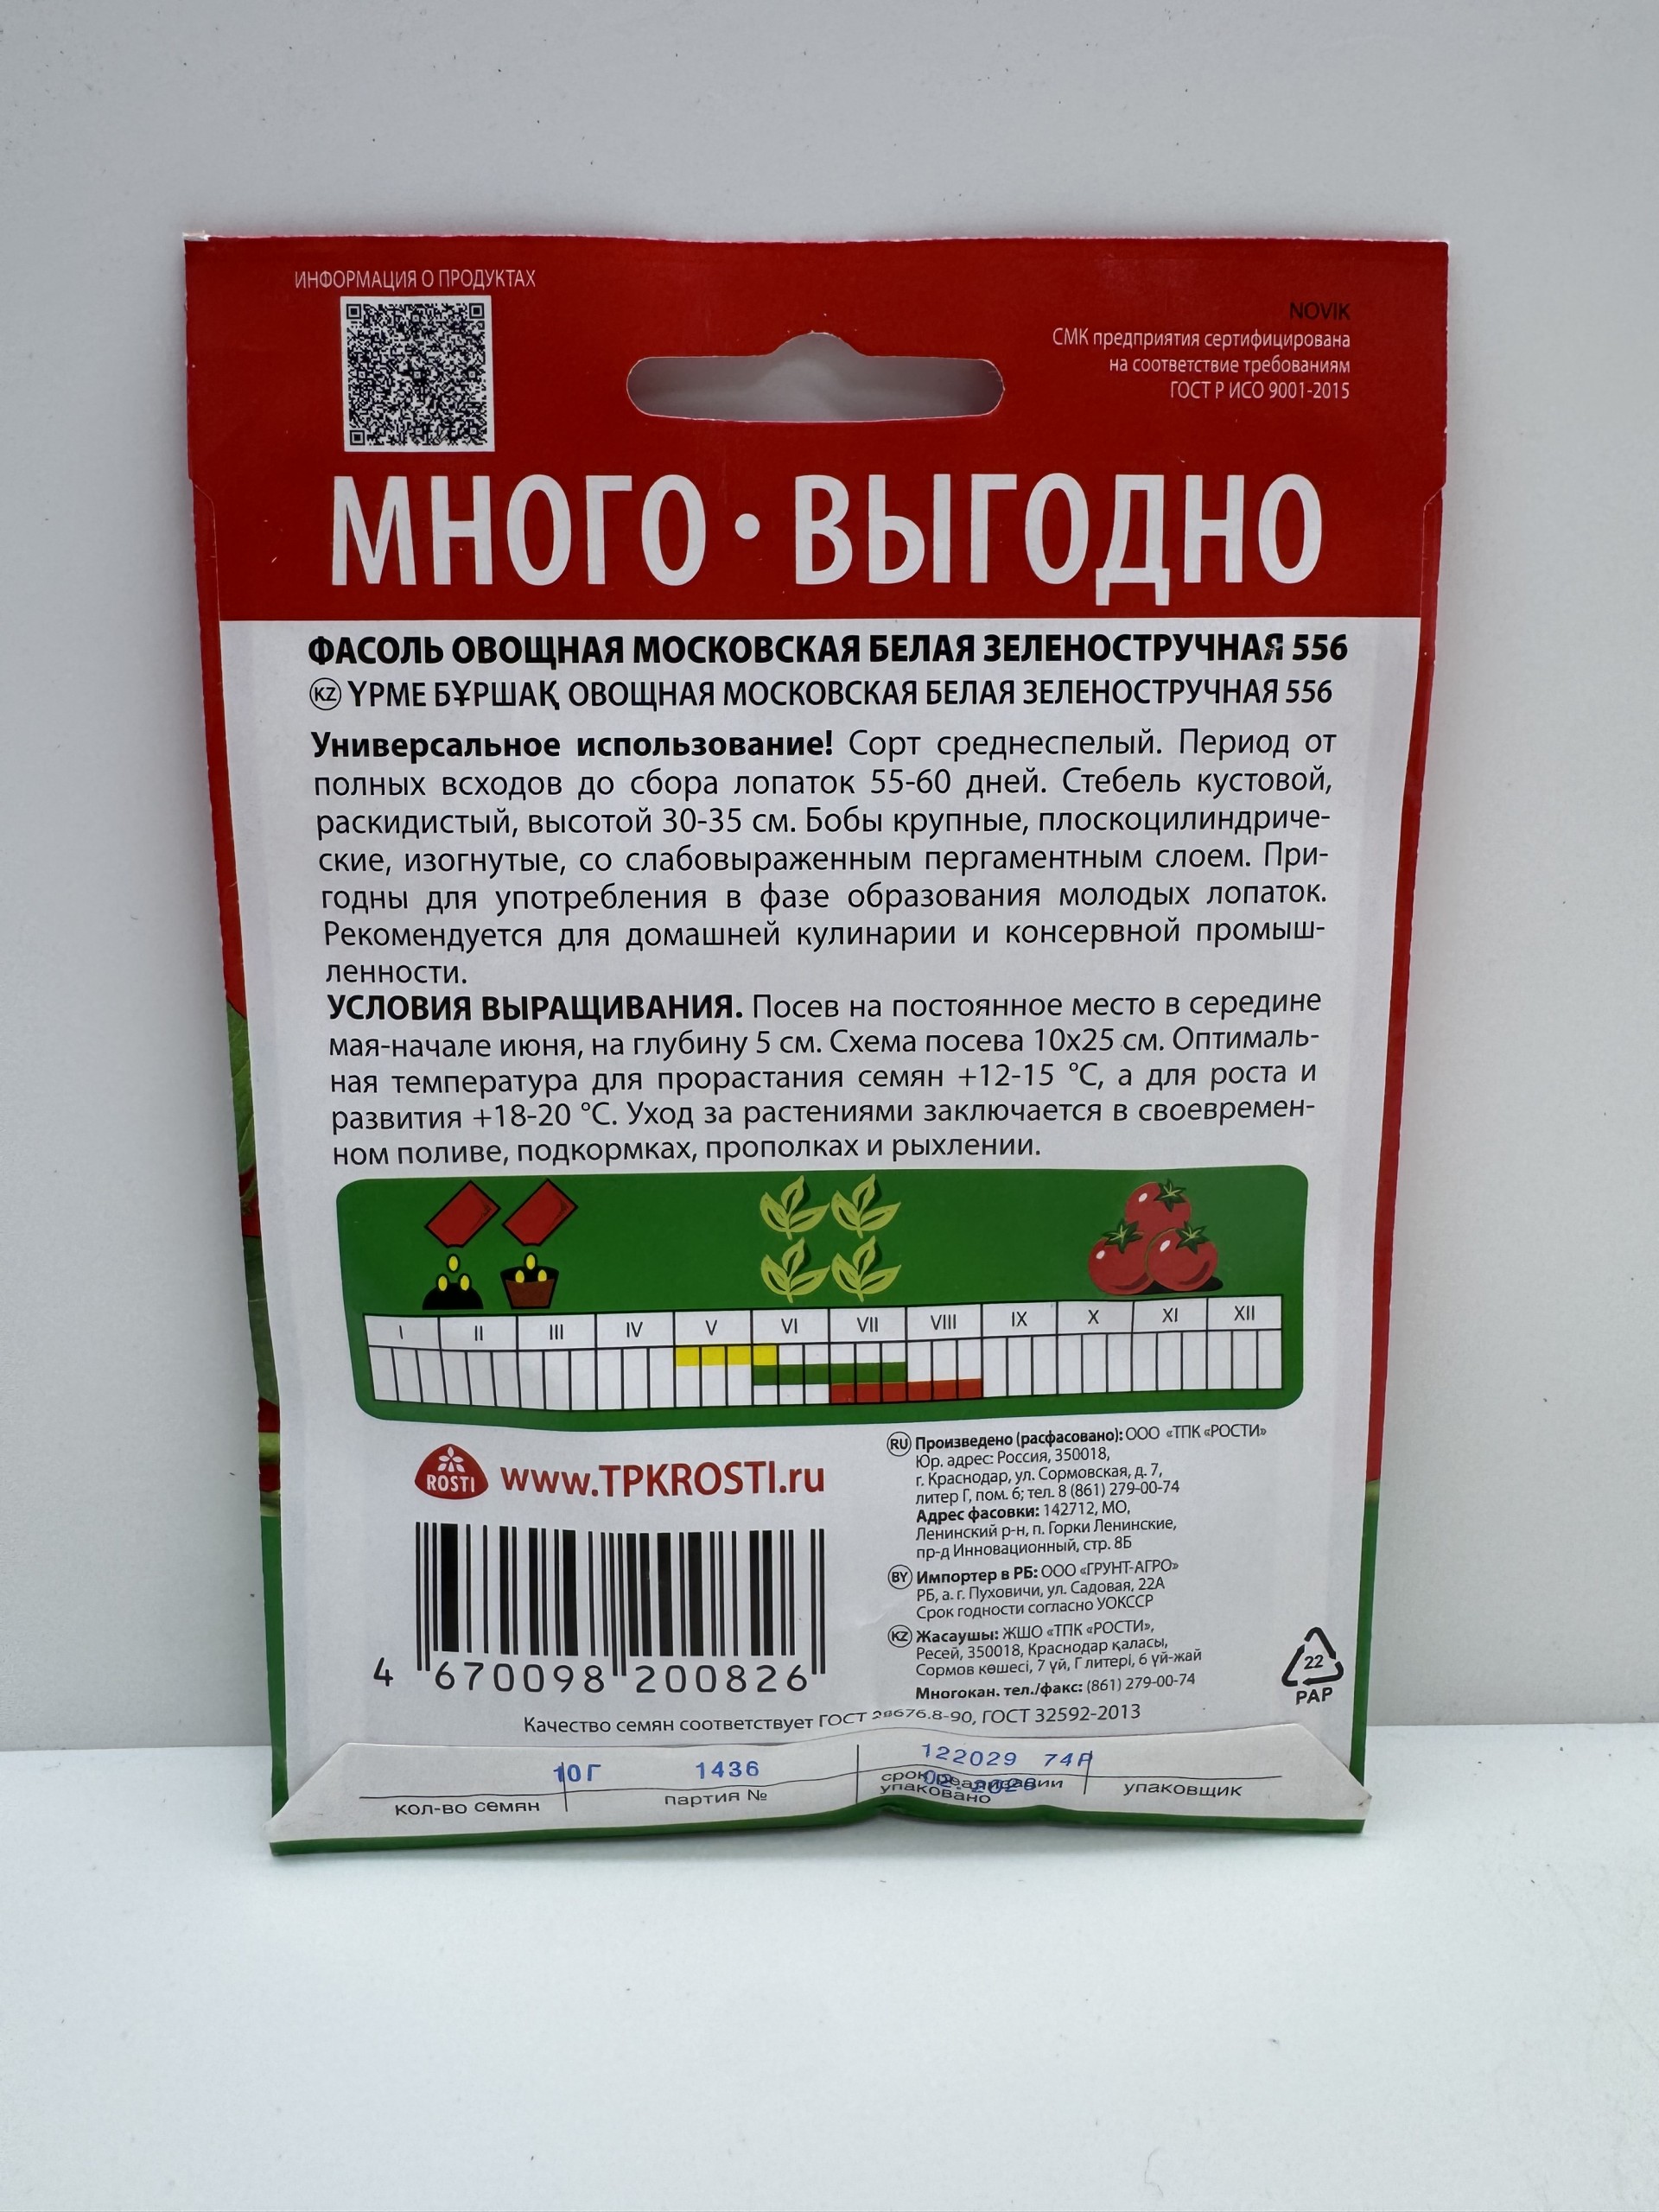 ИНФОРМАЦИЯ О ПРОДУКТАХ
NOVIK
СМК предприятия сертифицирована
на соответствие требованиям
ГОСТ Р ИСО 9001-2015
МНОГО • ВЫГОДНО
ФАСОЛЬ ОВОЩНАЯ МОСКОВСКАЯ БЕЛАЯ ЗЕЛЕНОСТРУЧНАЯ 556
KZ ҮРМЕ БҰРШАҚ ОВОЩНАЯ МОСКОВСКАЯ БЕЛАЯ ЗЕЛЕНОСТРУЧНАЯ 556
Универсальное использование! Сорт среднеспелый. Период от
полных всходов до сбора лопаток 55-60 дней. Стебель кустовой,
раскидистый, высотой 30-35 см. Бобы крупные, плоскоцилиндриче-
ские, изогнутые, со слабовыраженным пергаментным слоем. При-
годны для употребления в фазе образования молодых лопаток.
Рекомендуется для домашней кулинарии и консервной промыш-
ленности.
УСЛОВИЯ ВЫРАЩИВАНИЯ. Посев на постоянное место в середине
мая-начале июня, на глубину 5 см. Схема посева 10х25 см. Оптималь-
ная температура для прорастания семян +12-15 °С, а для роста и
развития +18-20 °С. Уход за растениями заключается в своевремен-
ном поливе, подкормках, прополках и рыхлении.
I II III IV V VI VII VIII IX X XI XII
ROSTI www.TPKROSTI.ru
4 670098 200826
RU Произведено (расфасовано): ООО «ТПК «РОСТИ»
Юр. адрес: Россия, 350018,
г. Краснодар, ул. Сормовская, д. 7,
литер Г, пом. 6; тел. 8 (861) 279-00-74
Адрес фасовки: 142712, МО,
Ленинский р-н, п. Горки Ленинские,
пр-д Инновационный, стр. 8Б
BY Импортер в РБ: ООО «ГРУНТ-АГРО»
РБ, а. г. Пуховичи, ул. Садовая, 22А
Срок годности согласно УОКССР
KZ Жасаушы: ЖШО «ТПК «РОСТИ»,
Ресей, 350018, Краснодар қаласы,
Сормов көшесі, 7 үй, Г литері, 6 үй-жай
Многокан. тел./факс: (861) 279-00-74
22
PAP
Качество семян соответствует ГОСТ 28676.8-90, ГОСТ 32592-2013
10Г 1436 122029 74Р
02.2026
кол-во семян партия № срок реализации упаковщик
упаковано